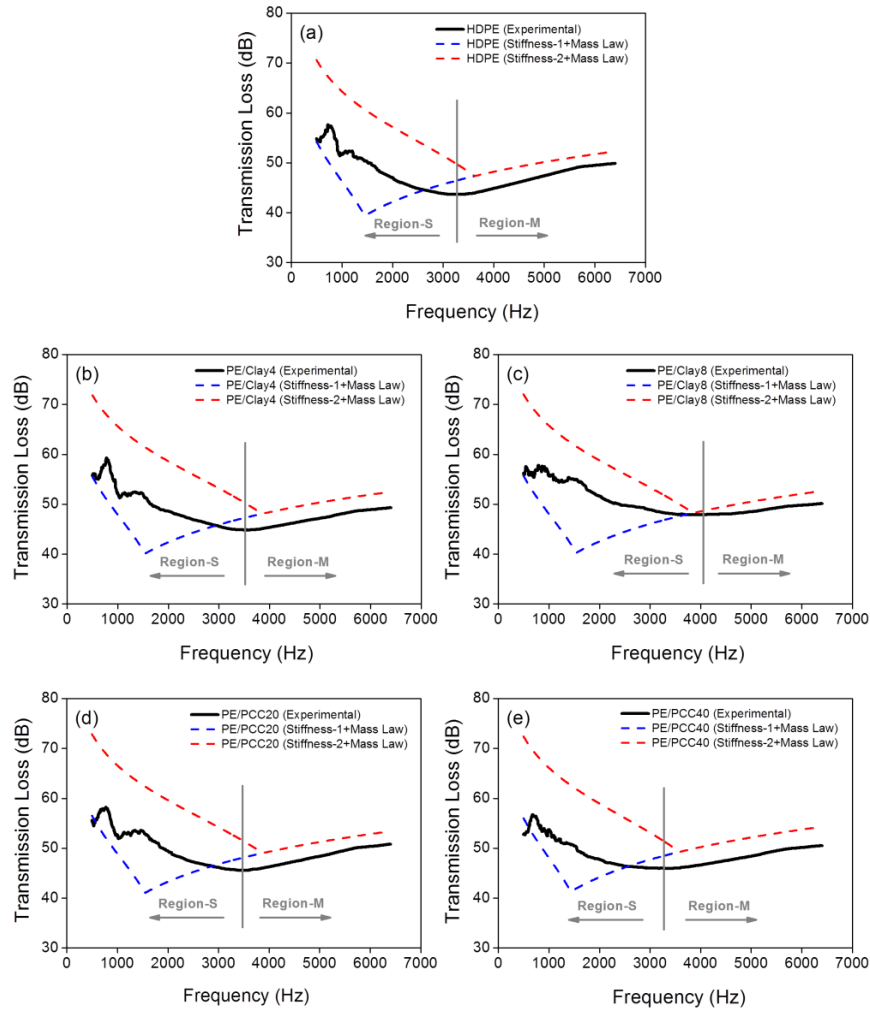 (a)
HDPE (Experimental)
HDPE (Stiffness-1+Mass Law)
HDPE (Stiffness-2+Mass Law)
80
70
60
50
40
30
Transmission Loss (dB)
Region-S
Region-M
0 1000 2000 3000 4000 5000 6000 7000
Frequency (Hz)
(b)
PE/Clay4 (Experimental)
PE/Clay4 (Stiffness-1+Mass Law)
PE/Clay4 (Stiffness-2+Mass Law)
80
70
60
50
40
30
Transmission Loss (dB)
Region-S
Region-M
0 1000 2000 3000 4000 5000 6000 7000
Frequency (Hz)
(c)
PE/Clay8 (Experimental)
PE/Clay8 (Stiffness-1+Mass Law)
PE/Clay8 (Stiffness-2+Mass Law)
80
70
60
50
40
30
Transmission Loss (dB)
Region-S
Region-M
0 1000 2000 3000 4000 5000 6000 7000
Frequency (Hz)
(d)
PE/PCC20 (Experimental)
PE/PCC20 (Stiffness-1+Mass Law)
PE/PCC20 (Stiffness-2+Mass Law)
80
70
60
50
40
30
Transmission Loss (dB)
Region-S
Region-M
0 1000 2000 3000 4000 5000 6000 7000
Frequency (Hz)
(e)
PE/PCC40 (Experimental)
PE/PCC40 (Stiffness-1+Mass Law)
PE/PCC40 (Stiffness-2+Mass Law)
80
70
60
50
40
30
Transmission Loss (dB)
Region-S
Region-M
0 1000 2000 3000 4000 5000 6000 7000
Frequency (Hz)